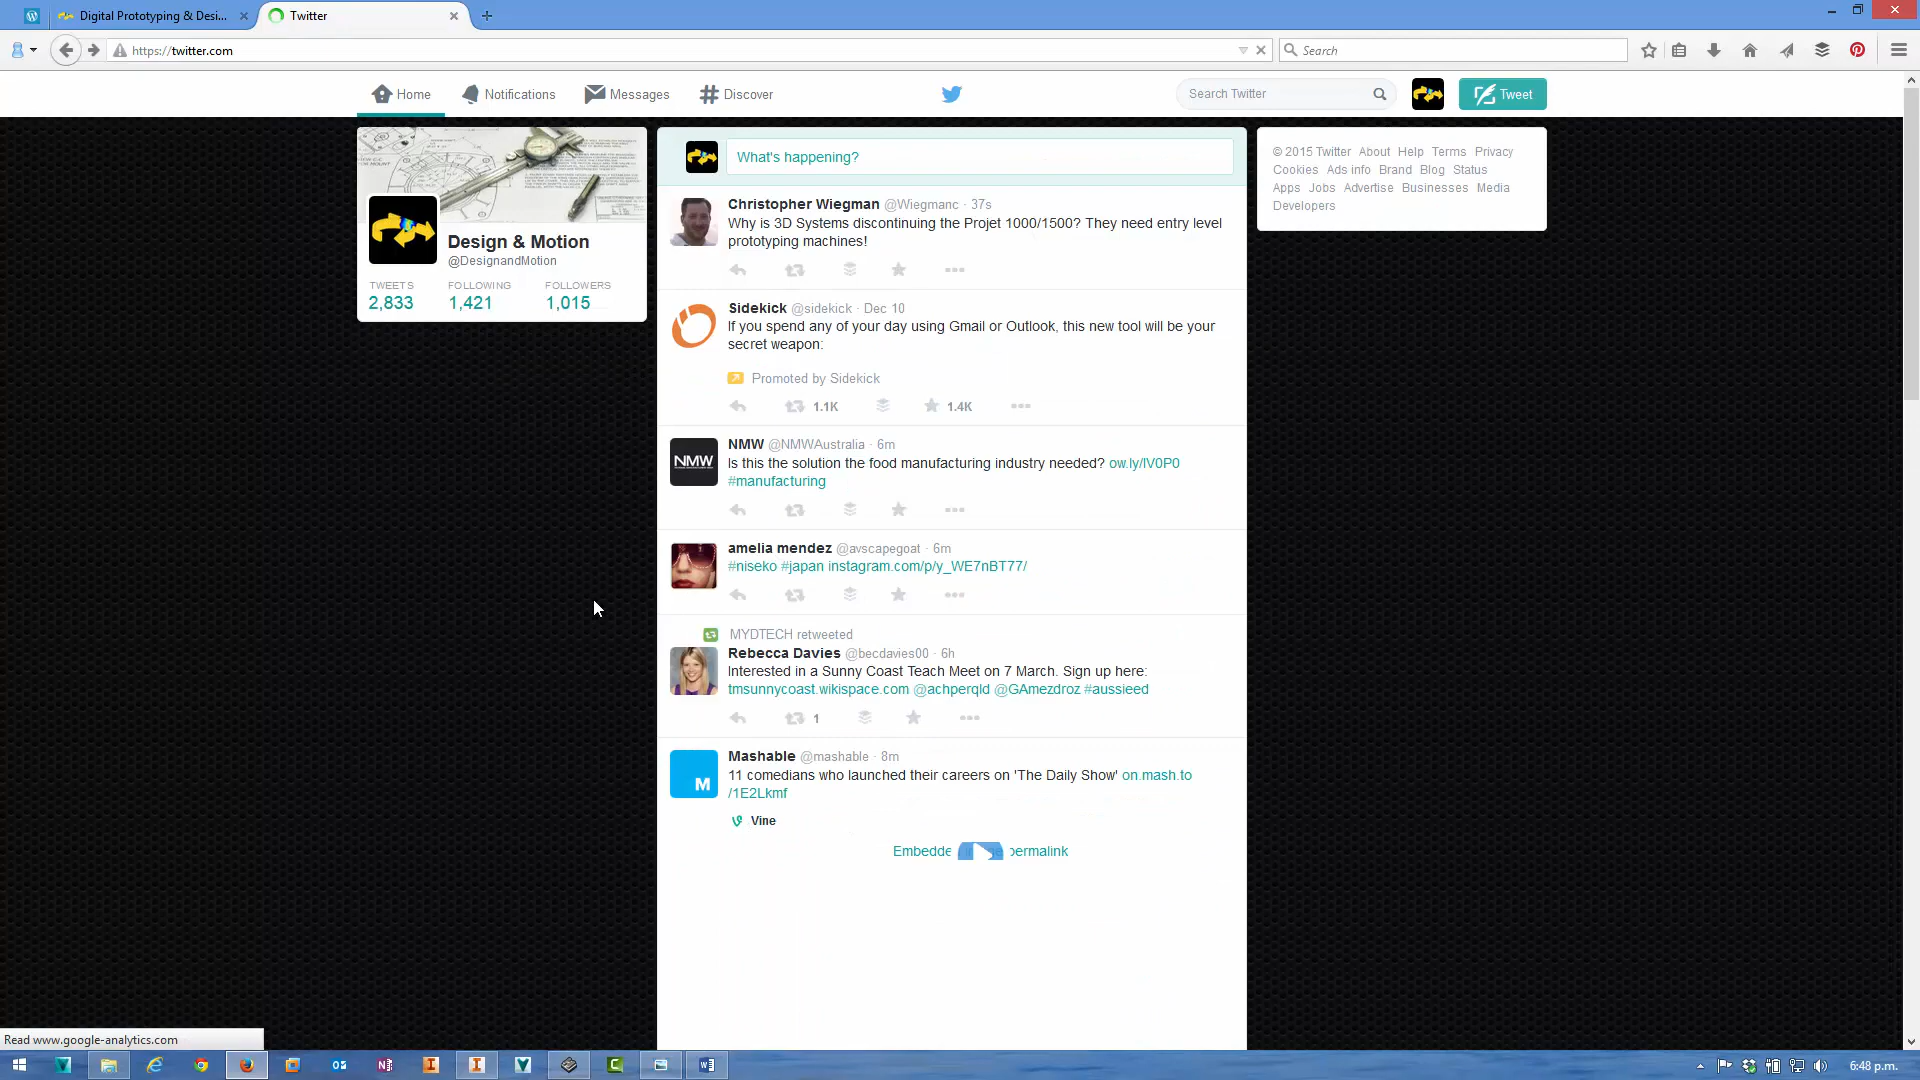 Digital Prototyping & Desi...
Twitter
https://twitter.com
Search
Home
Notifications
Messages
Discover
Search Twitter
Tweet
Design & Motion
@DesignandMotion
TWEETS
FOLLOWING
FOLLOWERS
2,833
1,421
1,015
What's happening?
Christopher Wiegman @Wiegmanc · 37s
Why is 3D Systems discontinuing the Projet 1000/1500? They need entry level
prototyping machines!
Sidekick @sidekick · Dec 10
If you spend any of your day using Gmail or Outlook, this new tool will be your
secret weapon:
Promoted by Sidekick
1.1K
1.4K
NMW
NMW @NMWAustralia · 6m
Is this the solution the food manufacturing industry needed? ow.ly/IV0P0
#manufacturing
amelia mendez @avscapegoat · 6m
#niseko #japan instagram.com/p/y_WE7nBT77/
MYDTECH retweeted
Rebecca Davies @becdavies00 · 6h
Interested in a Sunny Coast Teach Meet on 7 March. Sign up here:
tmsunnycoast.wikispace.com @achperqld @GAmezdroz #aussieed
1
M
Mashable @mashable · 8m
11 comedians who launched their careers on 'The Daily Show' on.mash.to
/1E2Lkmf
Vine
Embedde permalink
© 2015 Twitter About Help Terms Privacy
Cookies Ads info Brand Blog Status
Apps Jobs Advertise Businesses Media
Developers
Read www.google-analytics.com
6:48 p.m.